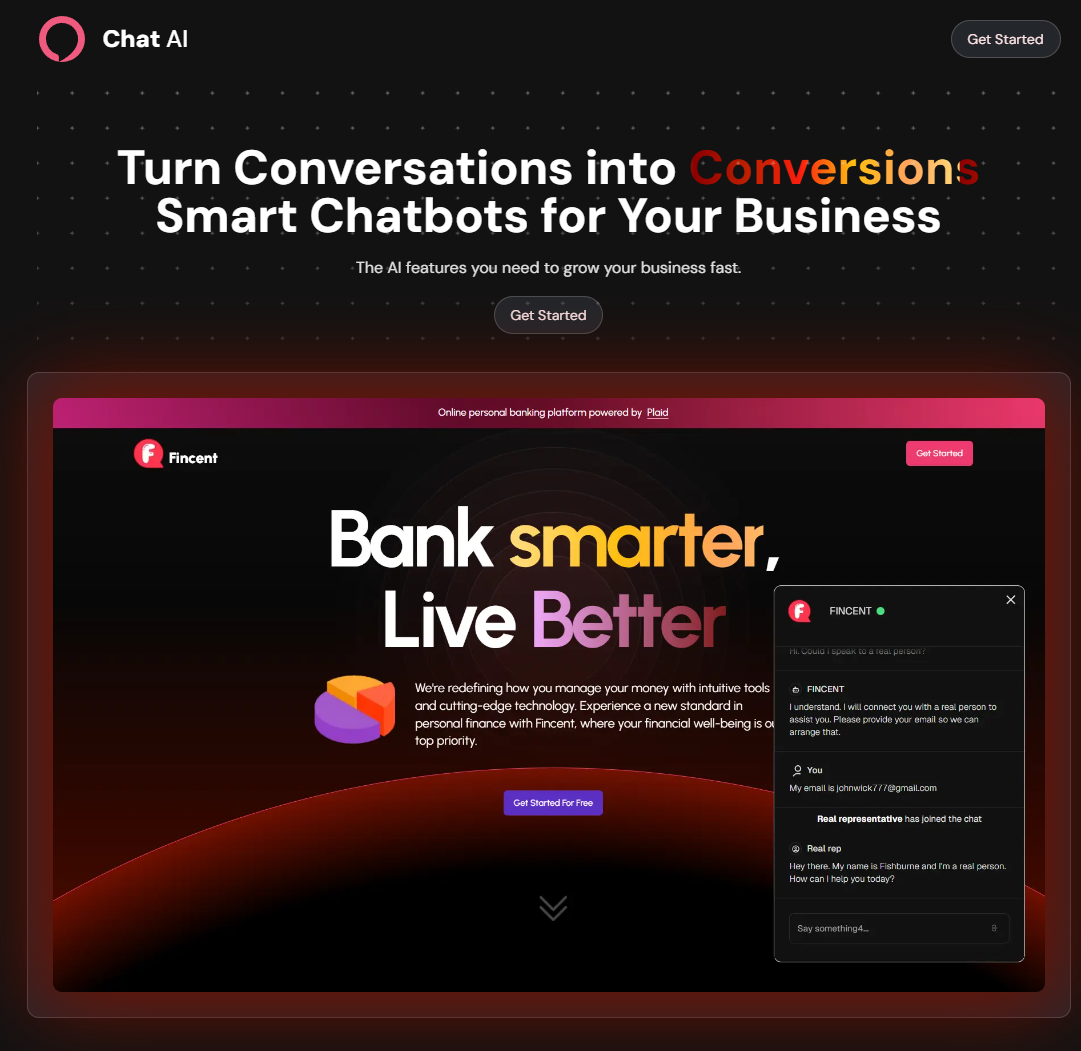 Chat AI
Get Started
Turn Conversations into Conversions
Smart Chatbots for Your Business
The AI features you need to grow your business fast.
Get Started
Online personal banking platform powered by Plaid
F Fincent
Get Started
Bank smarter,
Live Better
We're redefining how you manage your money with intuitive tools
and cutting-edge technology. Experience a new standard in
personal finance with Fincent, where your financial well-being is
top priority.
Get Started For Free
F FINCENT
Hi. Could I speak to a real person?
FINCENT
I understand. I will connect you with a real person to
assist you. Please provide your email so we can
arrange that.
You
My email is johnwick777@gmail.com
Real representative has joined the chat
Real rep
Hey there. My name is Fishburne and I'm a real person.
How can I help you today?
Say something4...